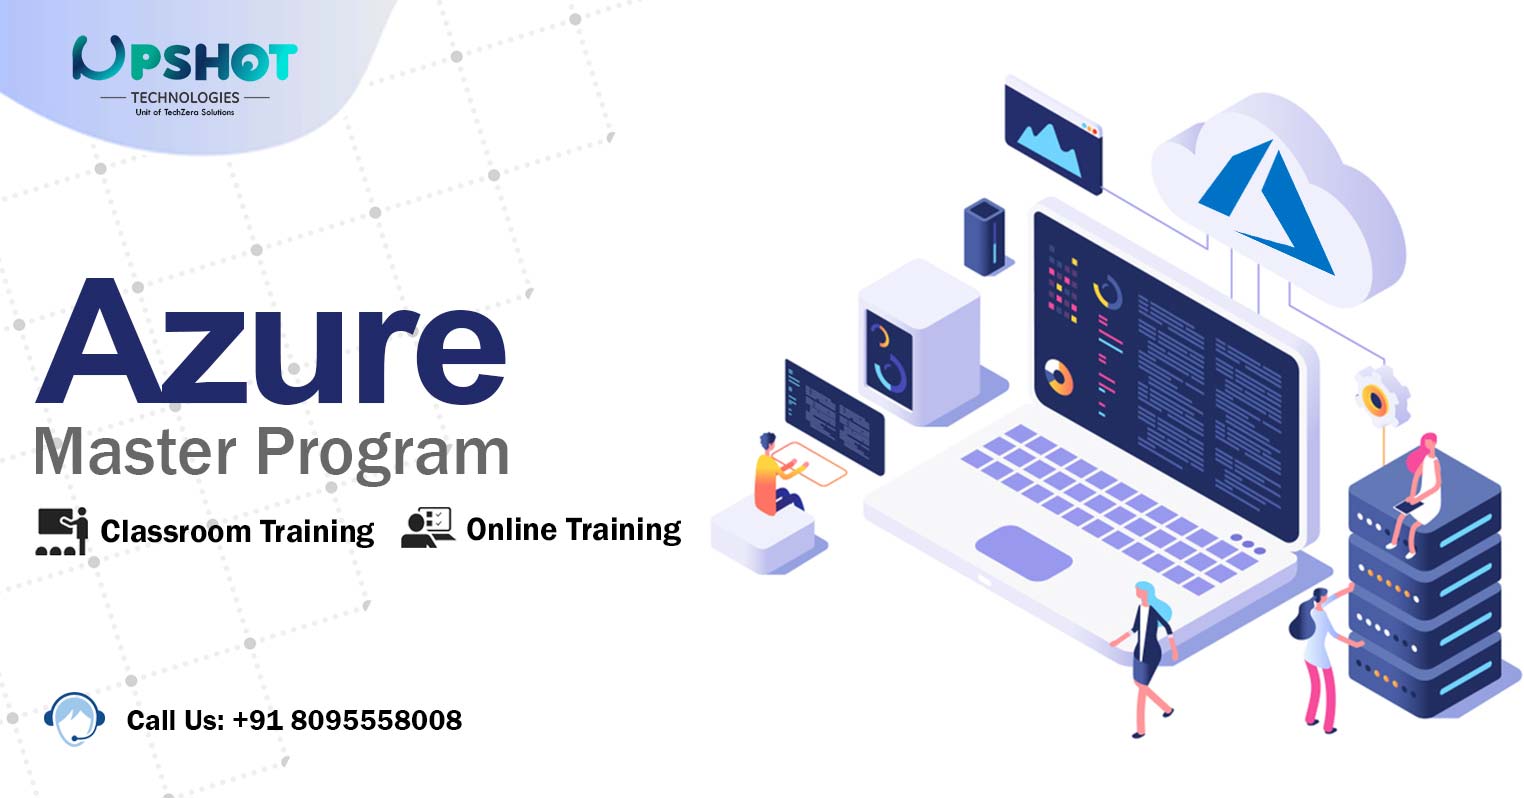 UPSHOT
TECHNOLOGIES
Unit of TechZera Solutions
Azure
Master Program
Classroom Training
Online Training
Call Us: +91 8095558008